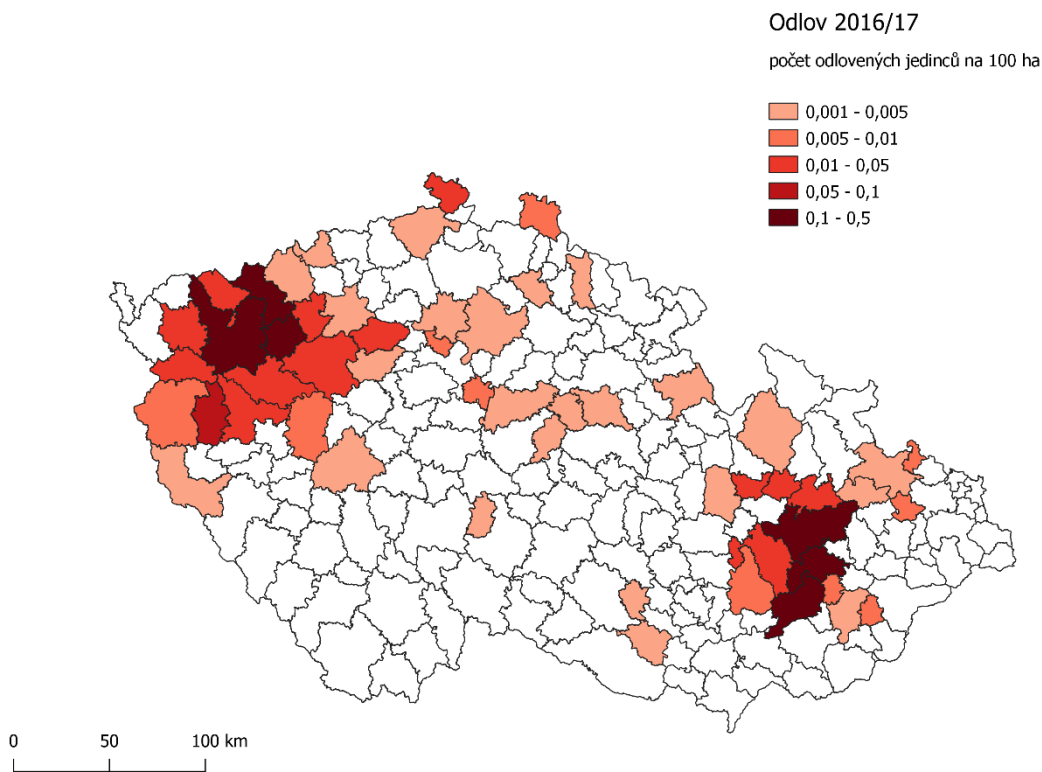 Odlov 2016/17
počet odlovených jedinců na 100 ha
0,001 - 0,005
0,005 - 0,01
0,01 - 0,05
0,05 - 0,1
0,1 - 0,5
0 50 100 km